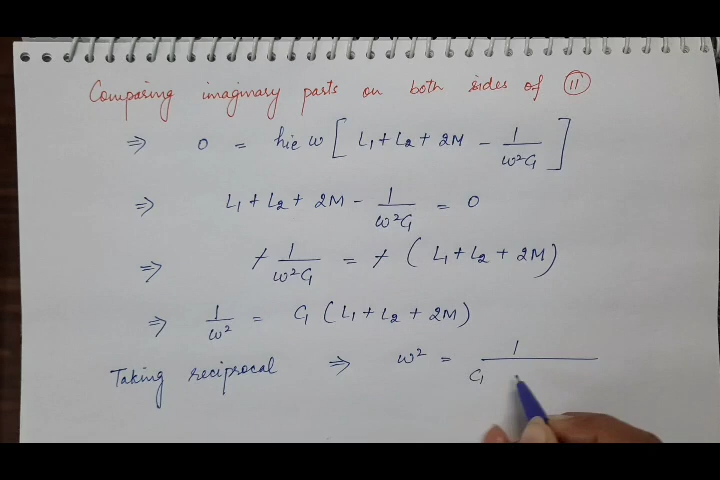 Comparing imaginary parts on both sides of (ii)
⇒ 0 = hie ω [ L₁ + L₂ + 2M − 1/(ω²C₁) ]
⇒ L₁ + L₂ + 2M − 1/(ω²C₁) = 0
⇒ ≁ 1/(ω²C₁) = ≁ ( L₁ + L₂ + 2M )
⇒ 1/ω² = C₁ ( L₁ + L₂ + 2M )
Taking reciprocal ⇒ ω² = 1/C₁